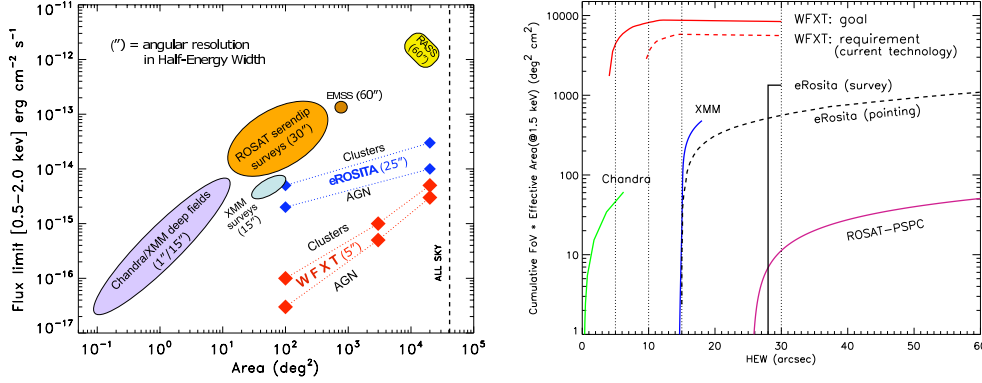 Flux limit [0.5-2.0 kev] erg cm⁻² s⁻¹
10⁻¹¹
10⁻¹²
10⁻¹³
10⁻¹⁴
10⁻¹⁵
10⁻¹⁶
10⁻¹⁷
(″) = angular resolution
in Half-Energy Width
RASS
(60″)
EMSS (60″)
ROSAT serendip
surveys (30″)
Clusters
eROSITA (25″)
AGN
XMM
surveys
(15″)
Chandra/XMM deep fields
(1″/15″)
Clusters
WFXT (5″)
AGN
ALL SKY
10⁻¹
10⁰
10¹
10²
10³
10⁴
10⁵
Area (deg²)
Cumulative FoV * Effective Area(@1.5 keV) (deg² cm²)
10000
1000
100
10
1
WFXT: goal
WFXT: requirement
(current technology)
eRosita (survey)
XMM
eRosita (pointing)
Chandra
ROSAT-PSPC
0
10
20
30
40
50
60
HEW (arcsec)